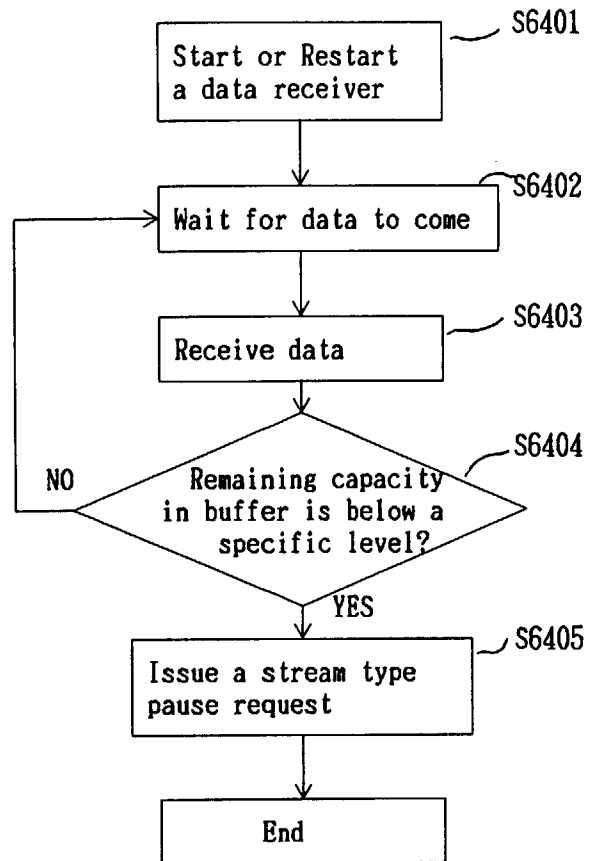 S6401
Start or Restart
a data receiver
S6402
Wait for data to come
S6403
Receive data
S6404
NO
Remaining capacity
in buffer is below a
specific level?
YES
S6405
Issue a stream type
pause request
End